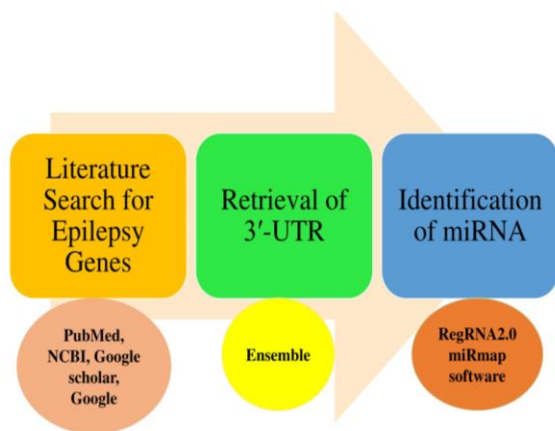 Literature
Search for
Epilepsy
Genes
Retrieval of
3′-UTR
Identification
of miRNA
PubMed,
NCBI, Google
scholar,
Google
Ensemble
RegRNA2.0
miRmap
software